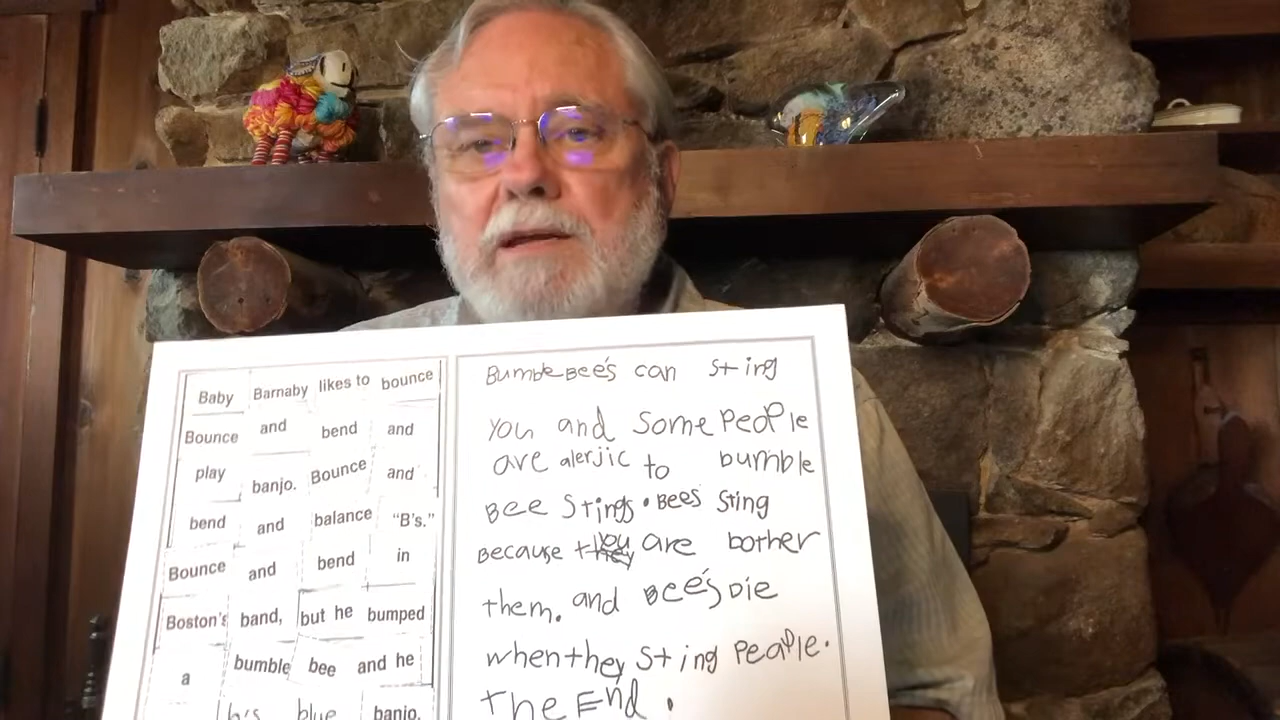 Baby Barnaby likes to bounce
Bounce and bend and
play banjo. Bounce and
bend and balance “B's.”
Bounce and bend in
Boston's band, but he bumped
a bumble bee and he
his blue banjo.
BumbleBee's can sting
You and Some People
are alerjic to bumble
Bee Stings. Bees Sting
Because you are bother
them. and Bee's Die
when they Sting People.
The End.